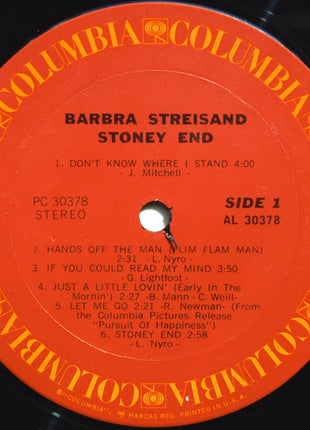 COLUMBIA COLUMBIA
BARBRA STREISAND
STONEY END
1. DON'T KNOW WHERE I STAND 4:00
- J. Mitchell -
PC 30378
STEREO
SIDE 1
AL 30378
2. HANDS OFF THE MAN (FLIM FLAM MAN)
2:31 - L. Nyro -
3. IF YOU COULD READ MY MIND 3:50
- G. Lightfoot -
4. JUST A LITTLE LOVIN' (Early In The
Mornin') 2:27 - B. Mann - C. Weill-
5. LET ME GO 2:21 - R. Newman- (From
the Columbia Pictures Release
"Pursuit Of Happiness")
6. STONEY END 2:58
- L. Nyro -
COLUMBIA COLUMBIA
"COLUMBIA", MARCAS REG. PRINTED IN U.S.A.